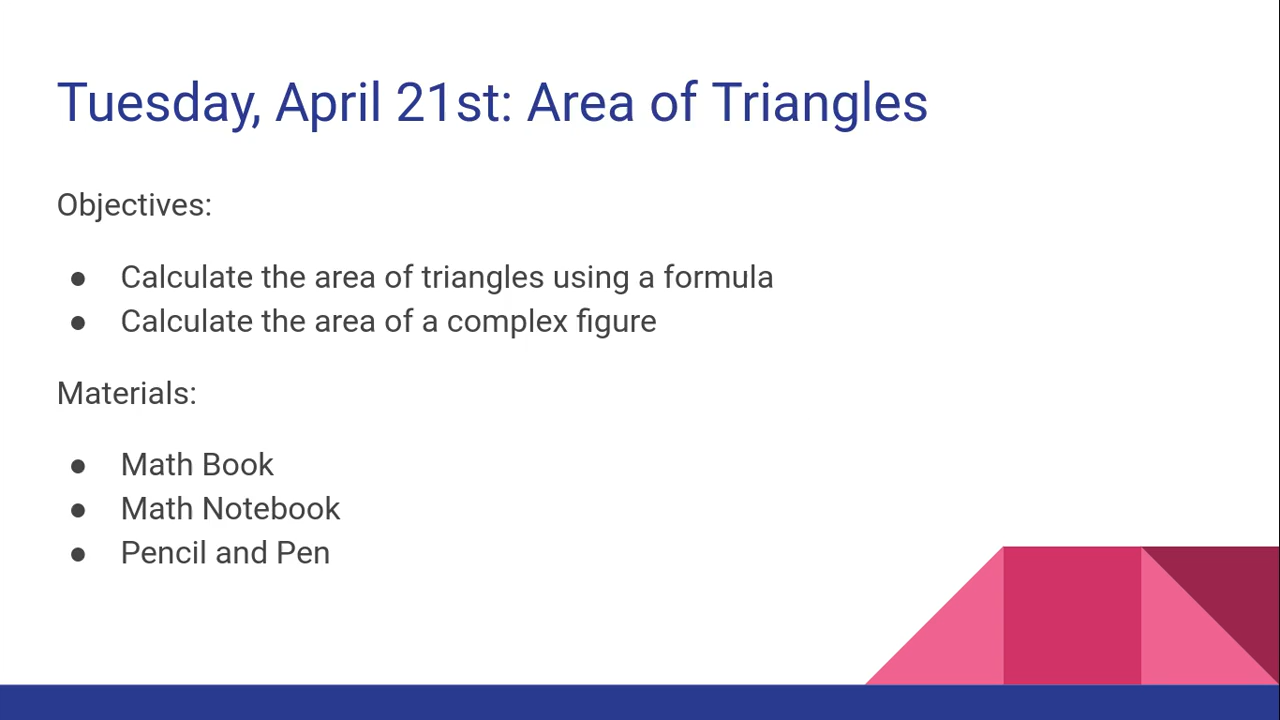 Tuesday, April 21st: Area of Triangles
Objectives:
● Calculate the area of triangles using a formula
● Calculate the area of a complex figure
Materials:
● Math Book
● Math Notebook
● Pencil and Pen